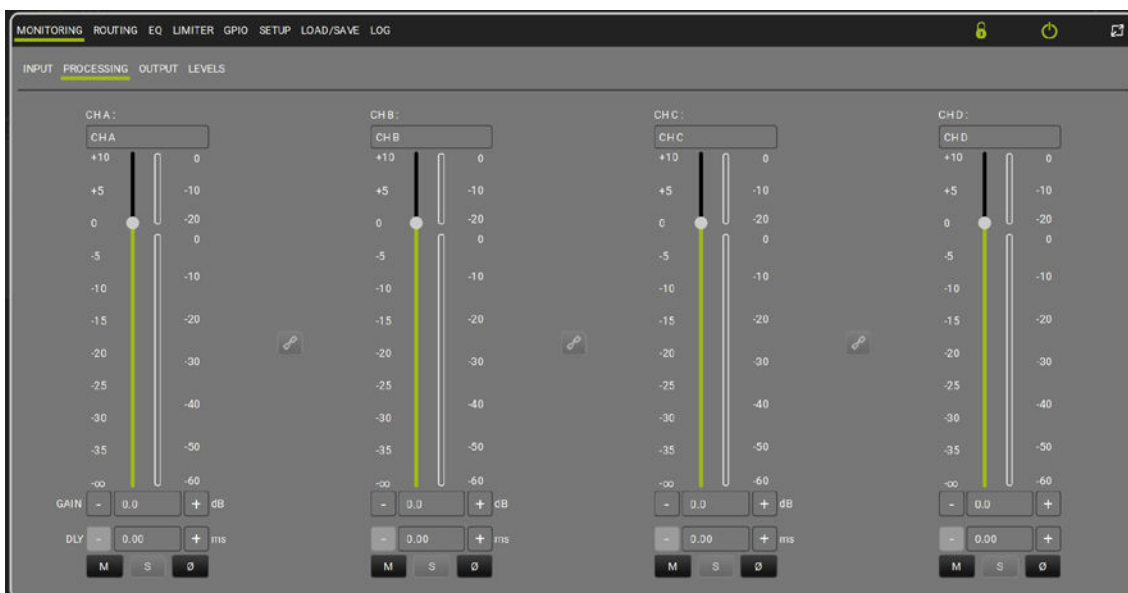 MONITORING ROUTING EQ LIMITER GPIO SETUP LOAD/SAVE LOG
INPUT PROCESSING OUTPUT LEVELS
CH A: CH B: CH C: CH D:
CH A CH B CH C CH D
+10 0 +10 0 +10 0 +10 0
+5 -10 +5 -10 +5 -10 +5 -10
0 -20 0 -20 0 -20 0 -20
0 0 0 0
-5 -5 -5 -5
-10 -10 -10 -10
-10 -10 -10 -10
-15 -20 -15 -20 -15 -20 -15 -20
-20 -30 -20 -30 -20 -30 -20 -30
-25 -25 -25 -25
-40 -40 -40 -40
-30 -30 -30 -30
-35 -50 -35 -50 -35 -50 -35 -50
-∞ -60 -∞ -60 -∞ -60 -∞ -60
GAIN - 0.0 + dB - 0.0 + dB - 0.0 + dB - 0.0 +
DLY - 0.00 + ms - 0.00 + ms - 0.00 + ms - 0.00 +
M S Ø M S Ø M S Ø M S Ø